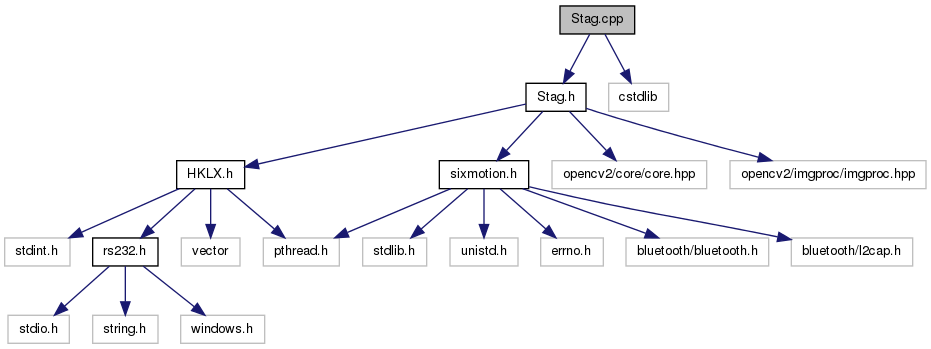 Stag.cpp
Stag.h
cstdlib
HKLX.h
sixmotion.h
opencv2/core/core.hpp
opencv2/imgproc/imgproc.hpp
stdint.h
rs232.h
vector
pthread.h
stdlib.h
unistd.h
errno.h
bluetooth/bluetooth.h
bluetooth/l2cap.h
stdio.h
string.h
windows.h